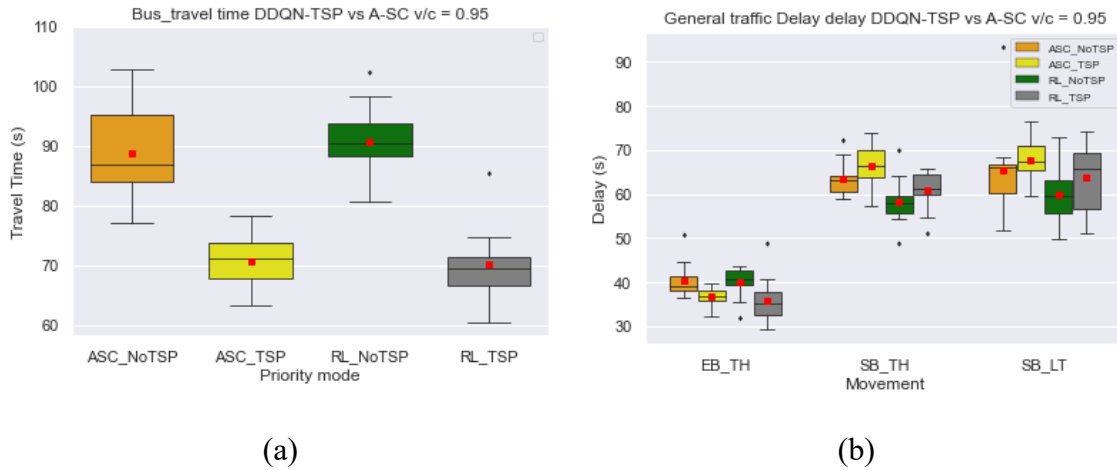 Bus_travel time DDQN-TSP vs A-SC v/c = 0.95
110
100
90
80
70
60
Travel Time (s)
ASC_NoTSP ASC_TSP RL_NoTSP RL_TSP
Priority mode
(a)
General traffic Delay delay DDQN-TSP vs A-SC v/c = 0.95
ASC_NoTSP
ASC_TSP
RL_NoTSP
RL_TSP
90
80
70
60
50
40
30
Delay (s)
EB_TH SB_TH SB_LT
Movement
(b)